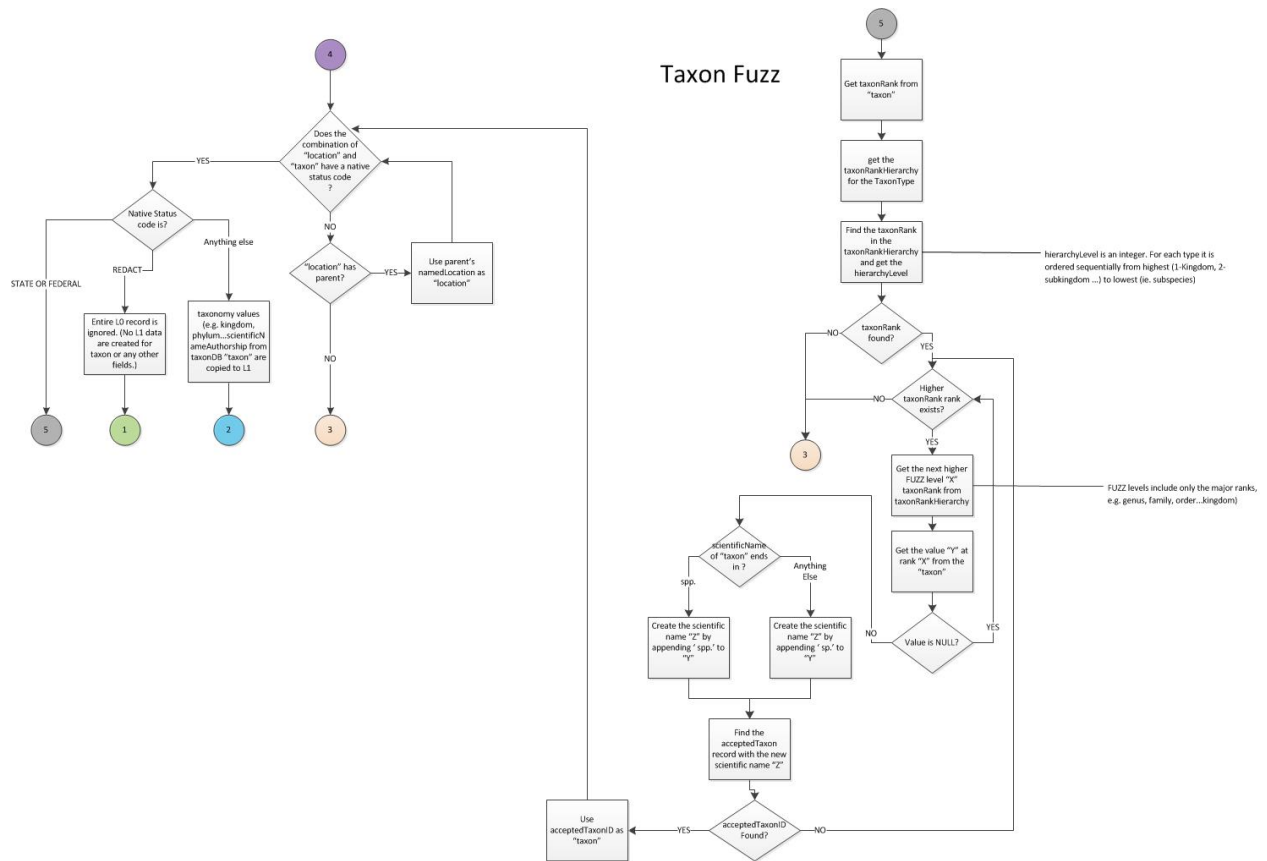 Taxon Fuzz
4
Does the
combination of
“location” and
“taxon” have a native
status code
?
YES
NO
Native Status
code is?
Anything else
REDACT
STATE OR FEDERAL
“location” has
parent?
YES
Use parent’s
namedLocation as
“location”
NO
Entire L0 record is
ignored. (No L1 data
are created for
taxon or any other
fields.)
taxonomy values
(e.g. kingdom,
phylum...scientificN
ameAuthorship from
taxonDB “taxon” are
copied to L1
5
1
2
3
5
Get taxonRank from
“taxon”
get the
taxonRankHierarchy
for the TaxonType
Find the taxonRank
in the
taxonRankHierarchy
and get the
hierarchyLevel
hierarchyLevel is an integer. For each type it is
ordered sequentially from highest (1-Kingdom, 2-
subkingdom ...) to lowest (ie. subspecies)
taxonRank
found?
NO
YES
Higher
taxonRank rank
exists?
NO
YES
3
Get the next higher
FUZZ level “X”
taxonRank from
taxonRankHierarchy
FUZZ levels include only the major ranks,
e.g. genus, family, order...kingdom)
Get the value “Y” at
rank “X” from the
“taxon”
Value is NULL?
NO
YES
scientificName
of “taxon” ends
in ?
spp.
Anything
Else
Create the scientific
name “Z” by
appending ‘ spp.’ to
“Y”
Create the scientific
name “Z” by
appending ‘ sp.’ to
“Y”
Find the
acceptedTaxon
record with the new
scientific name “Z”
acceptedTaxonID
Found?
YES
NO
Use
acceptedTaxonID as
“taxon”